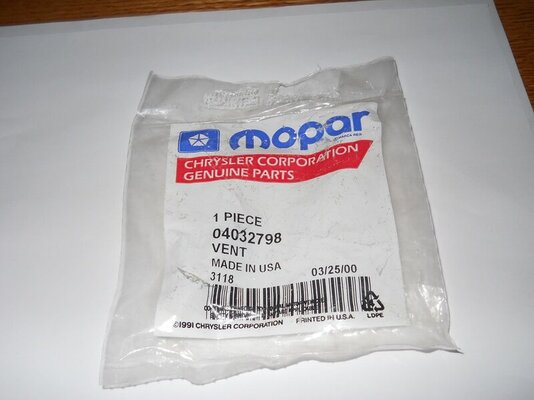 mopar
CHRYSLER CORPORATION
GENUINE PARTS
1 PIECE
04032798
VENT
MADE IN USA
3118 03/25/00
©1991 CHRYSLER CORPORATION PRINTED IN U.S.A.
LDPE